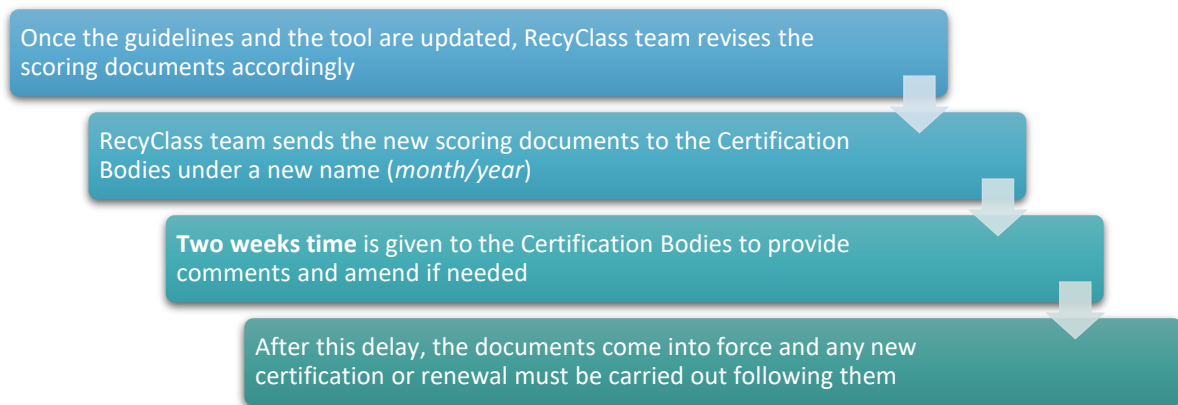 Once the guidelines and the tool are updated, RecyClass team revises the
scoring documents accordingly
RecyClass team sends the new scoring documents to the Certification
Bodies under a new name (month/year)
Two weeks time is given to the Certification Bodies to provide
comments and amend if needed
After this delay, the documents come into force and any new
certification or renewal must be carried out following them